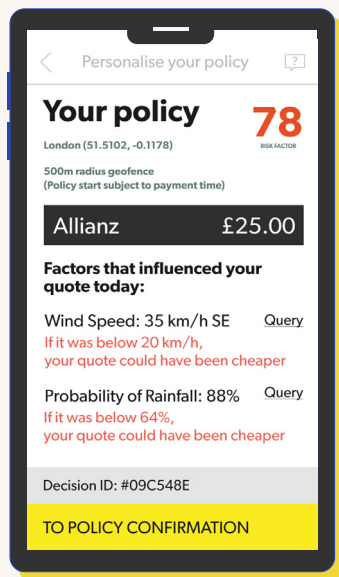 Personalise your policy
?
Your policy
78
London (51.5102, -0.1178)
RISK FACTOR
500m radius geofence
(Policy start subject to payment time)
Allianz £25.00
Factors that influenced your
quote today:
Wind Speed: 35 km/h SE Query
If it was below 20 km/h,
your quote could have been cheaper
Probability of Rainfall: 88% Query
If it was below 64%,
your quote could have been cheaper
Decision ID: #09C548E
TO POLICY CONFIRMATION